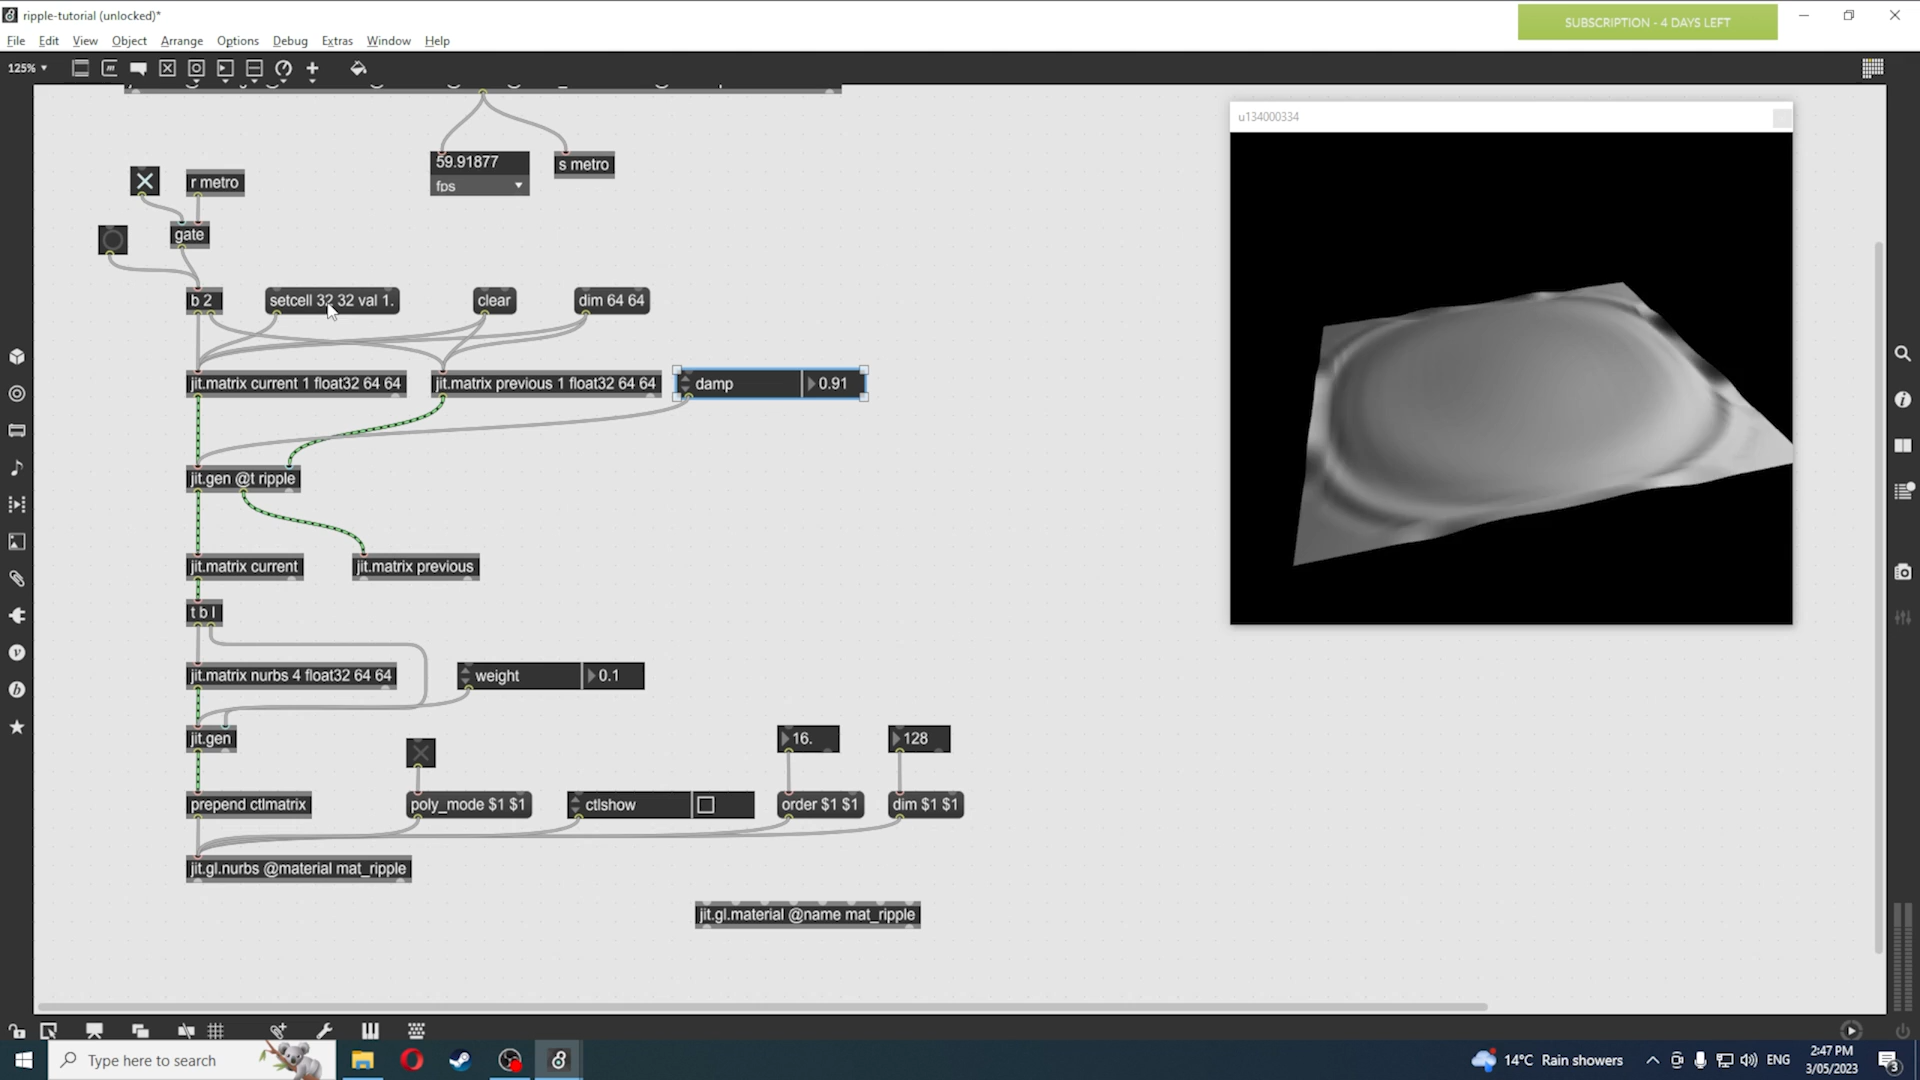 ripple-tutorial (unlocked)*
SUBSCRIPTION - 4 DAYS LEFT
File Edit View Object Arrange Options Debug Extras Window Help
125%
u134000334
59.91877
fps
s metro
r metro
gate
b 2
setcell 32 32 val 1.
clear
dim 64 64
jit.matrix current 1 float32 64 64
jit.matrix previous 1 float32 64 64
damp 0.91
jit.gen @t ripple
jit.matrix current
jit.matrix previous
t b l
jit.matrix nurbs 4 float32 64 64
weight 0.1
jit.gen
16.
128
prepend ctlmatrix
poly_mode $1 $1
ctlshow
order $1 $1
dim $1 $1
jit.gl.nurbs @material mat_ripple
jit.gl.material @name mat_ripple
Type here to search
14°C Rain showers
ENG
2:47 PM
3/05/2023
3